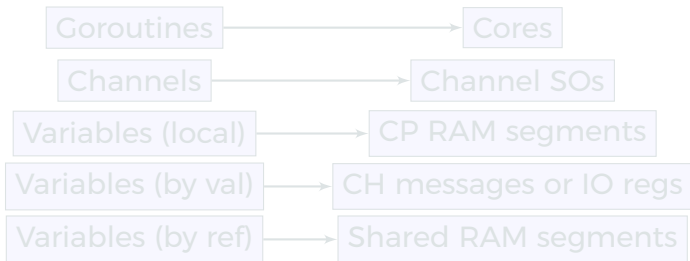 Goroutines Cores
Channels Channel SOs
Variables (local) CP RAM segments
Variables (by val) CH messages or IO regs
Variables (by ref) Shared RAM segments